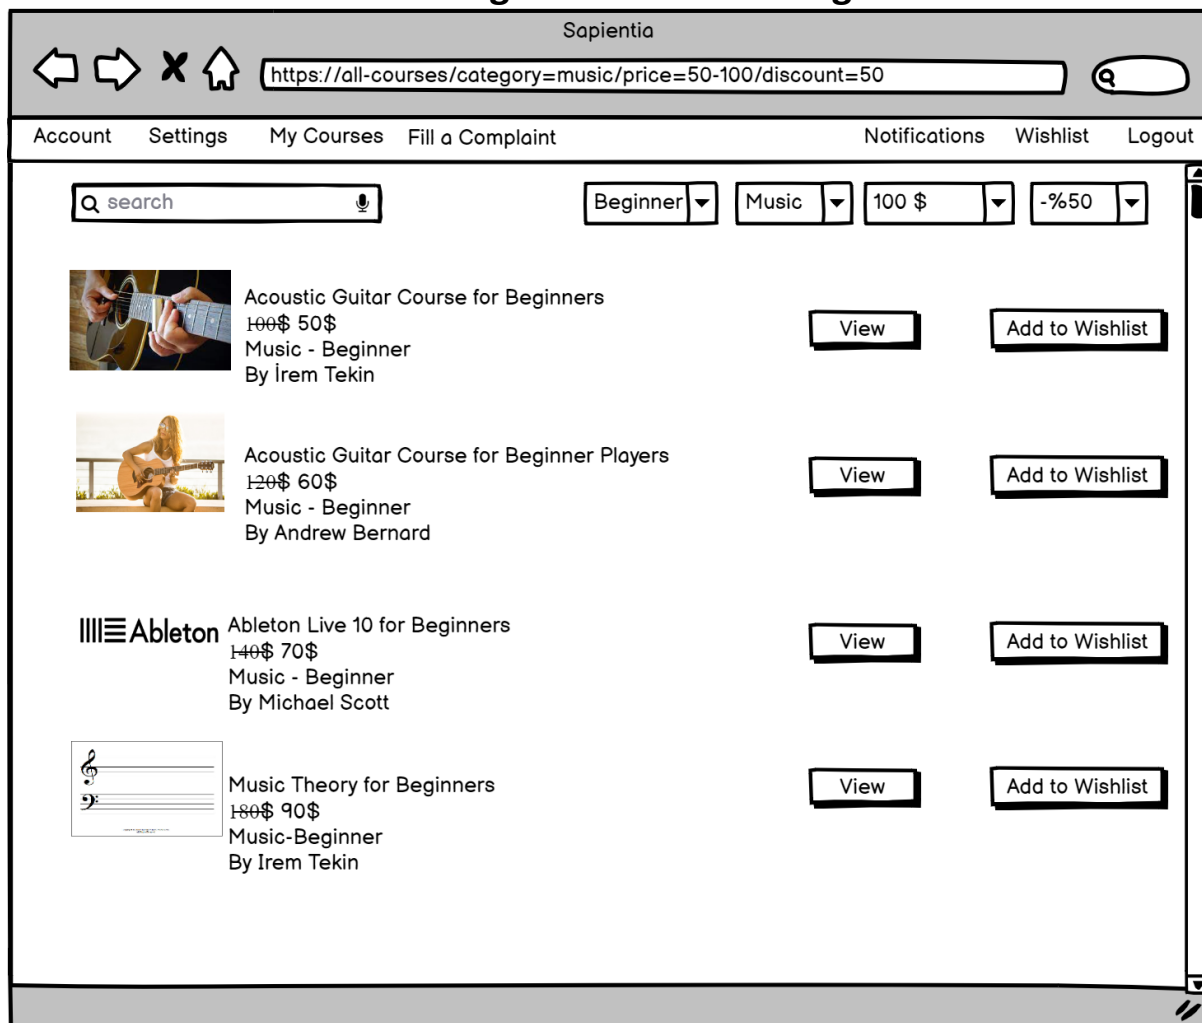 Sapientia
https://all-courses/category=music/price=50-100/discount=50
Account Settings My Courses Fill a Complaint Notifications Wishlist Logout
search Beginner Music 100 $ -%50
Acoustic Guitar Course for Beginners
100$ 50$
Music - Beginner
By İrem Tekin
View Add to Wishlist
Acoustic Guitar Course for Beginner Players
120$ 60$
Music - Beginner
By Andrew Bernard
View Add to Wishlist
Ableton
Ableton Live 10 for Beginners
140$ 70$
Music - Beginner
By Michael Scott
View Add to Wishlist
Music Theory for Beginners
180$ 90$
Music-Beginner
By Irem Tekin
View Add to Wishlist